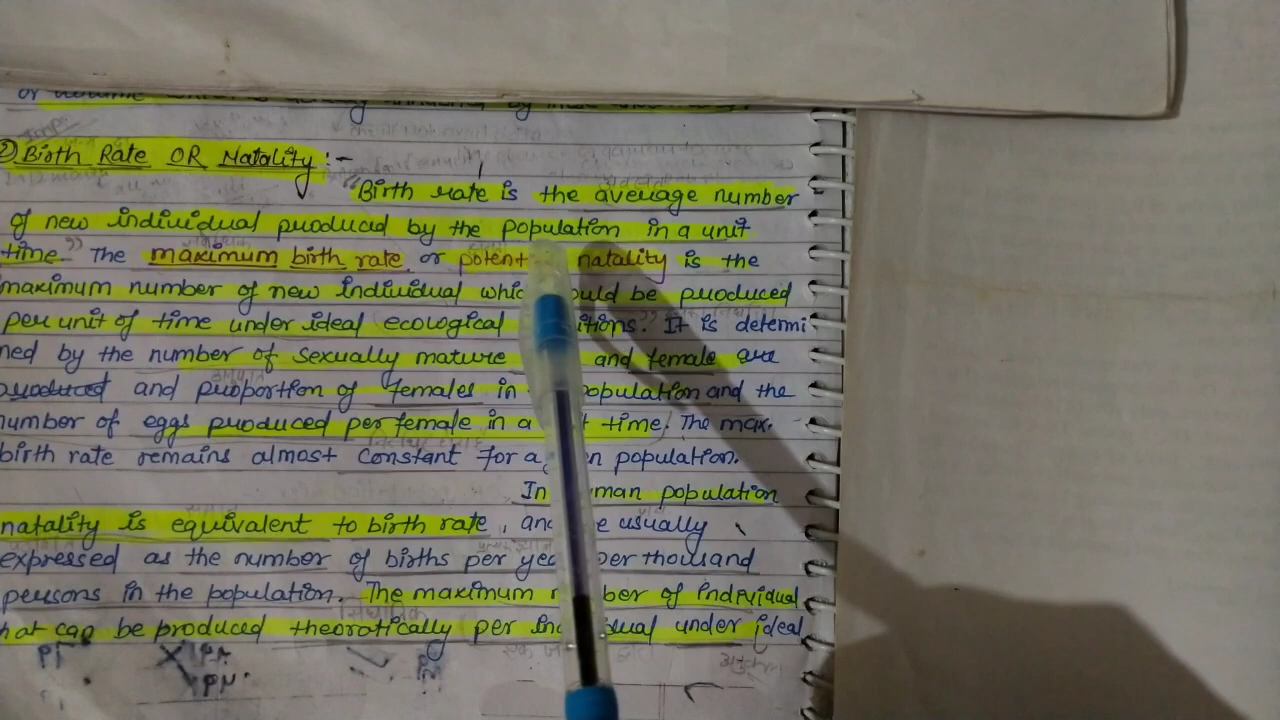 ② Birth Rate OR Natality :-
"Birth rate is the average number
of new individual produced by the population in a unit
time." The maximum birth rate or potent natality is the
maximum number of new individual whic ould be produced
per unit of time under ideal ecological itions. It is determi
ned by the number of sexually mature and female are
and proportion of females in population and the
number of eggs produced per female in a time. The max.
birth rate remains almost constant for a n population.
In man population
natality is equivalent to birth rate, and e usually
expressed as the number of births per yea per thousand
persons in the population. The maximum n ber of individual
hat can be produced theoratically per ind dual under ideal